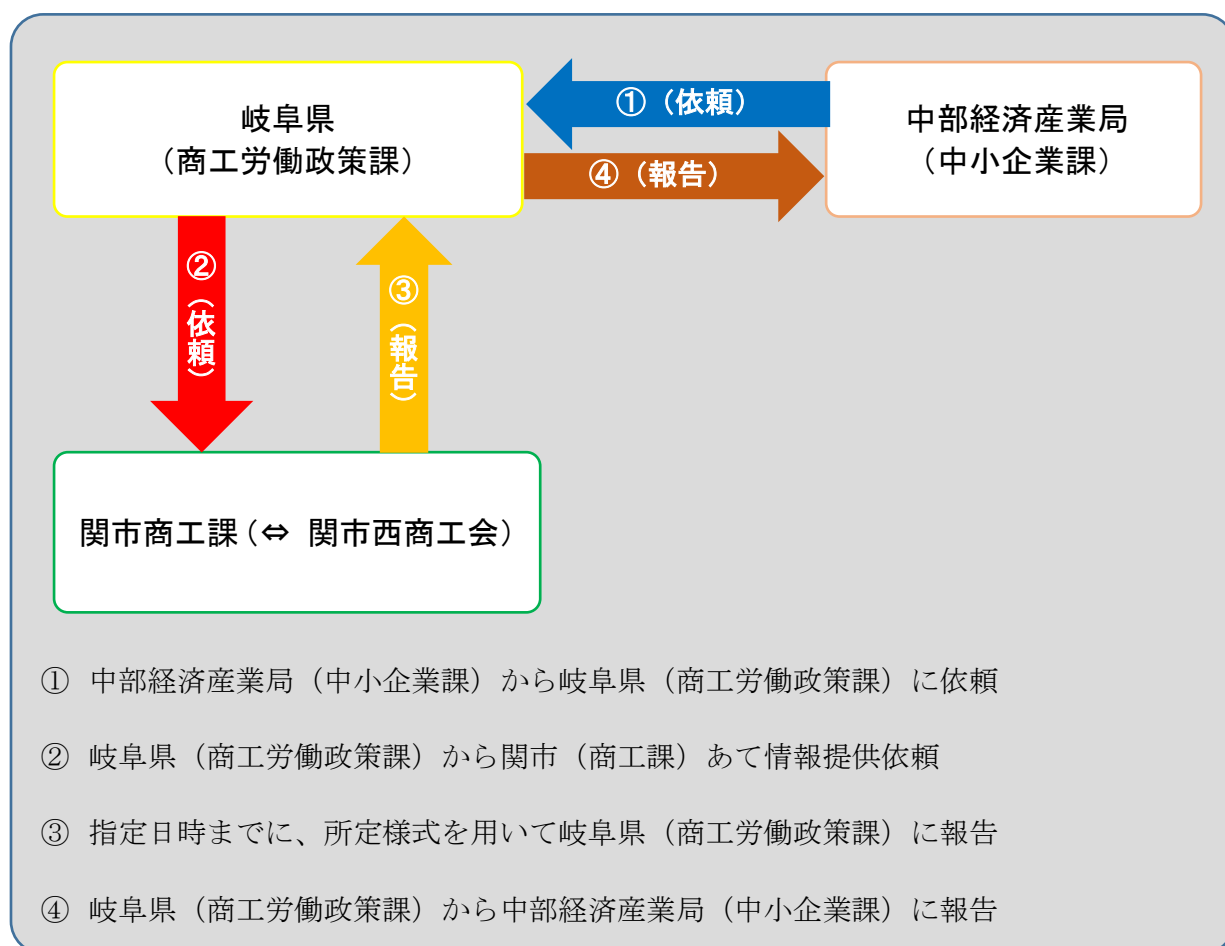 岐阜県
（商工労働政策課）
①（依頼）
④（報告）
中部経済産業局
（中小企業課）
②（依頼）
③（報告）
関市商工課（⇔ 関市西商工会）
① 中部経済産業局（中小企業課）から岐阜県（商工労働政策課）に依頼
② 岐阜県（商工労働政策課）から関市（商工課）あて情報提供依頼
③ 指定日時までに、所定様式を用いて岐阜県（商工労働政策課）に報告
④ 岐阜県（商工労働政策課）から中部経済産業局（中小企業課）に報告